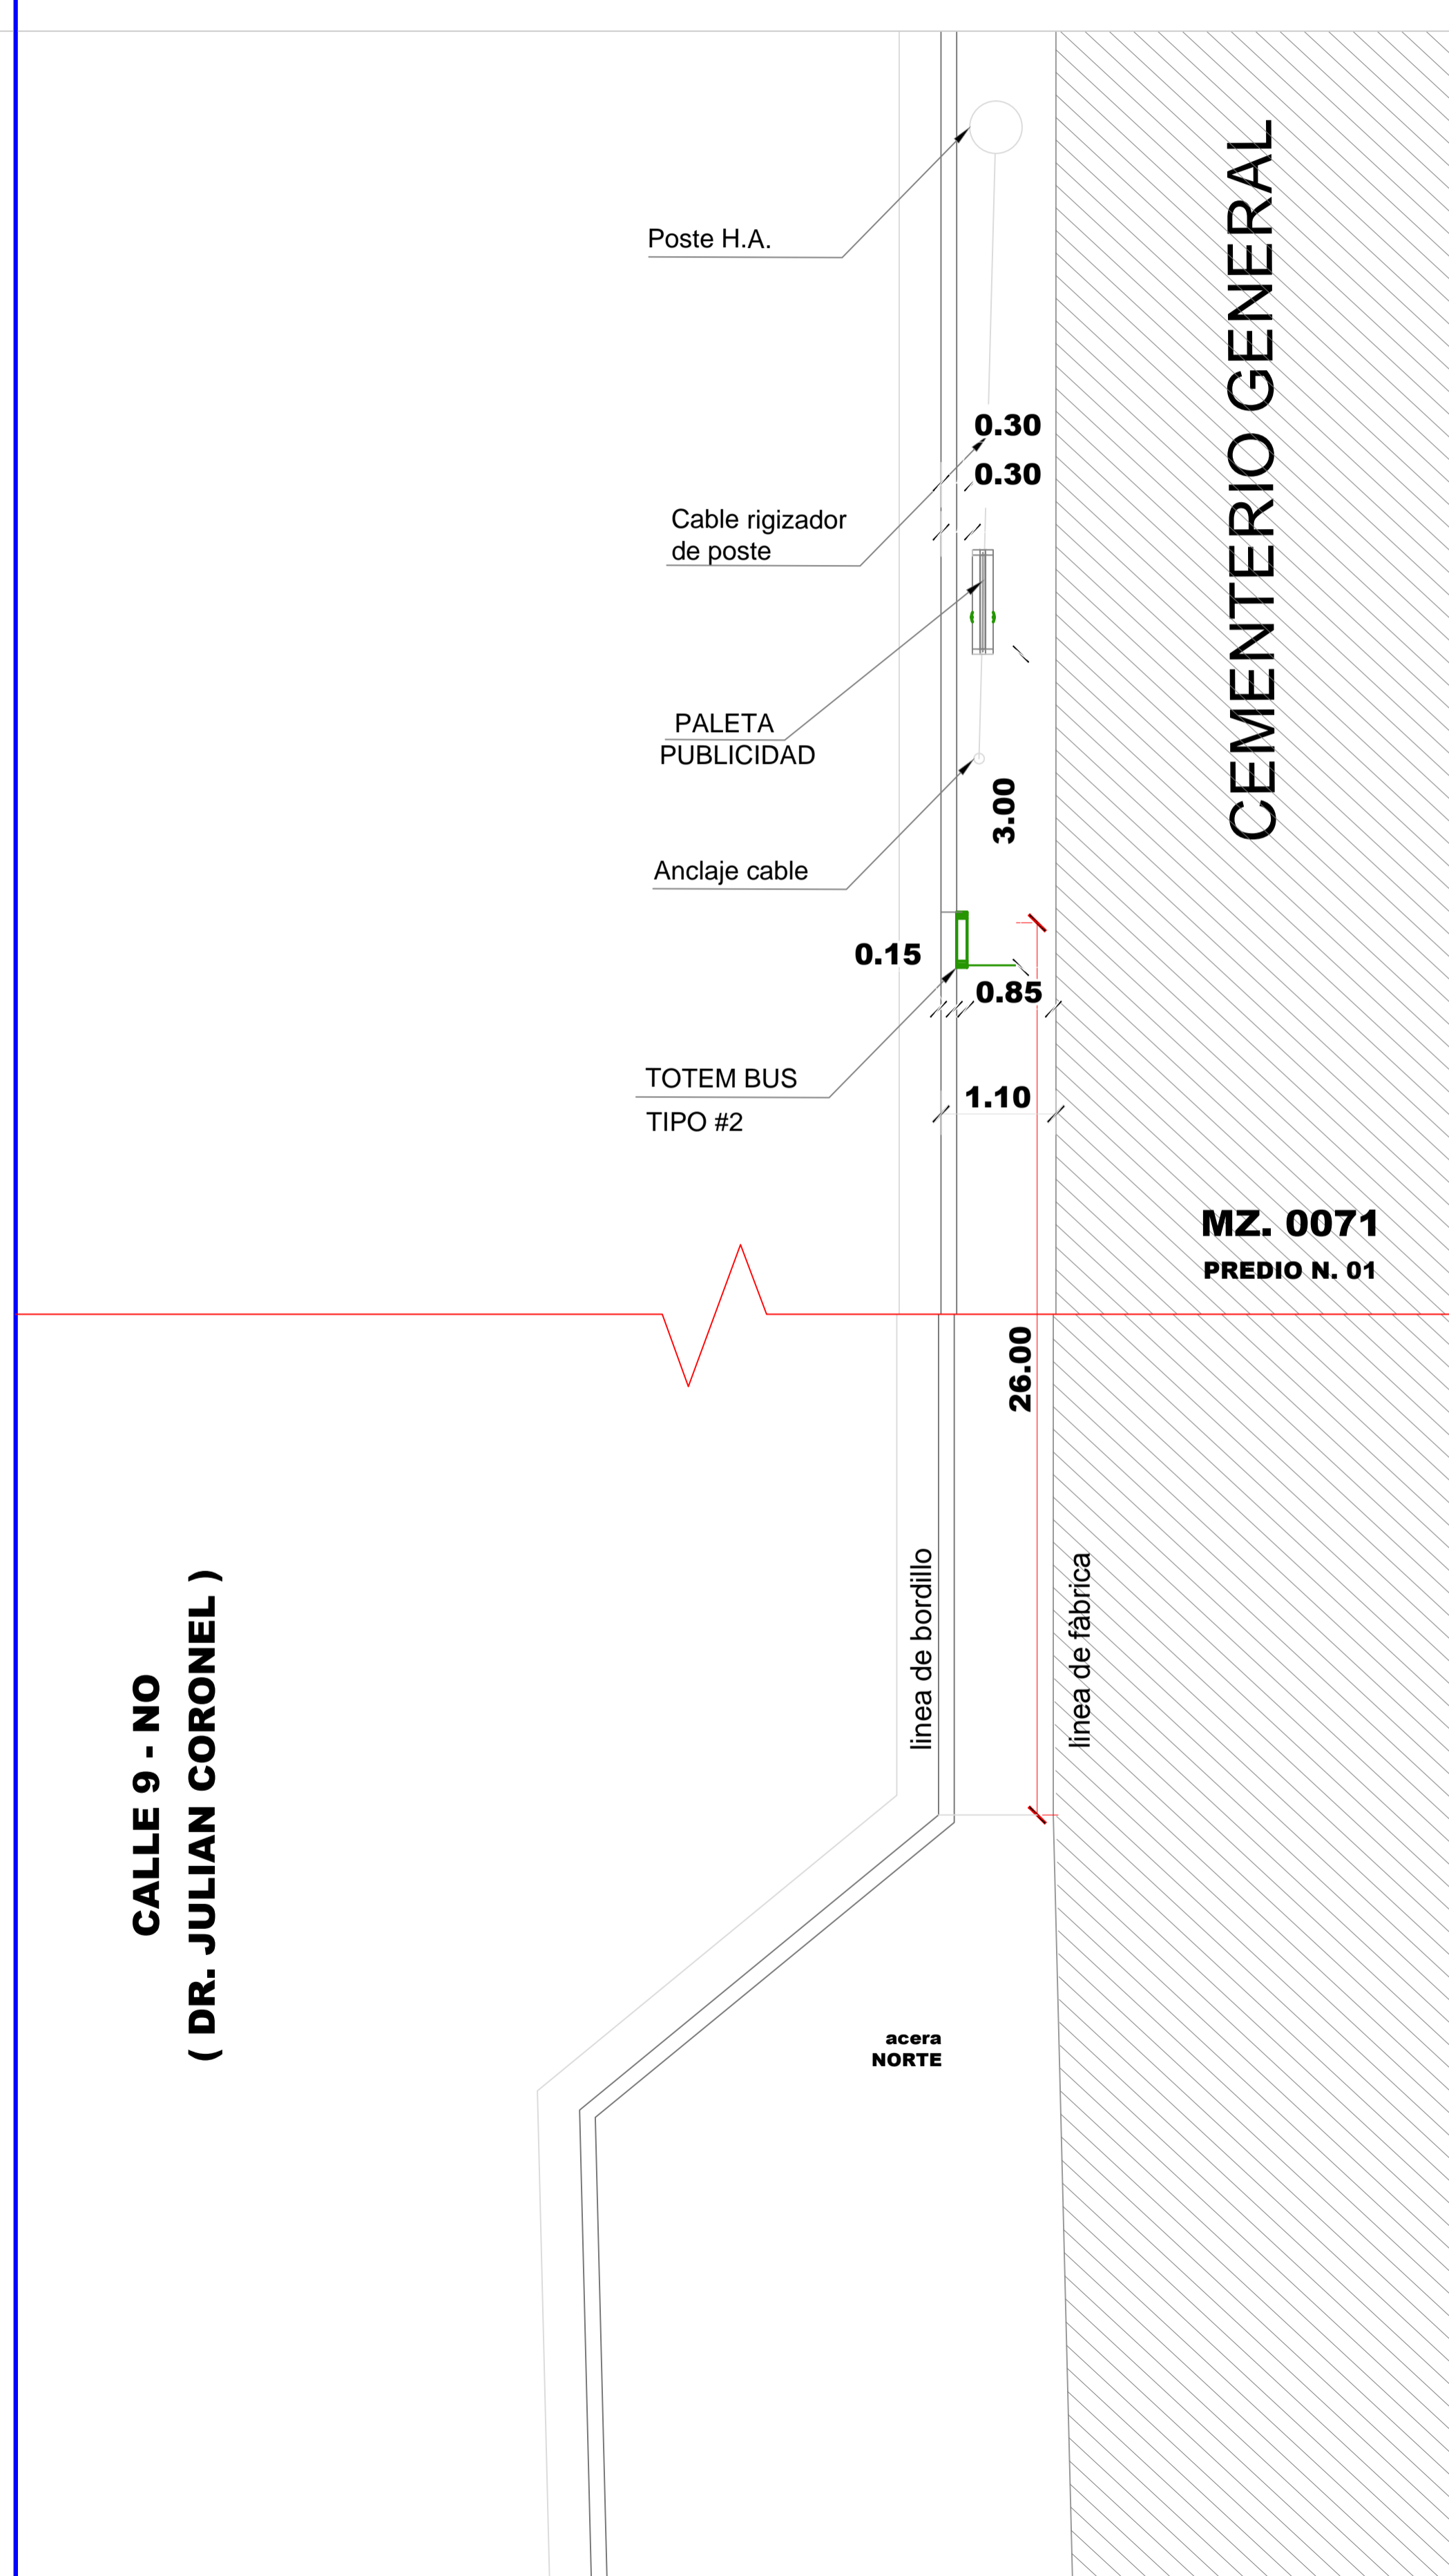 Poste H.A.
CEMENTERIO GENERAL
0.30
0.30
Cable rigizador
de poste
PALETA
PUBLICIDAD
3.00
Anclaje cable
0.15
0.85
TOTEM BUS
TIPO #2
1.10
MZ. 0071
PREDIO N. 01
26.00
linea de bordillo
linea de fàbrica
CALLE 9 - NO
( DR. JULIAN CORONEL )
acera
NORTE